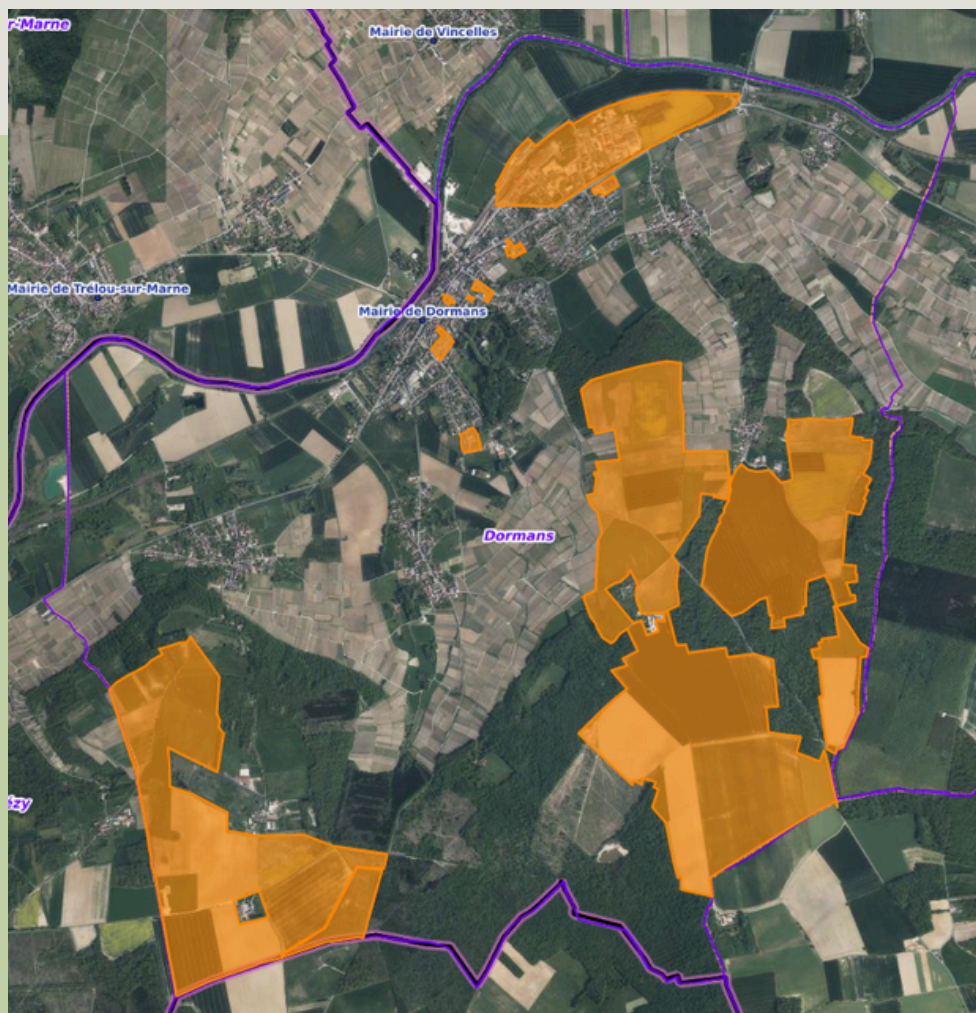 r-Marne
Mairie de Vincelles
Mairie de Trélou-sur-Marne
Mairie de Dormans
Dormans
ézy